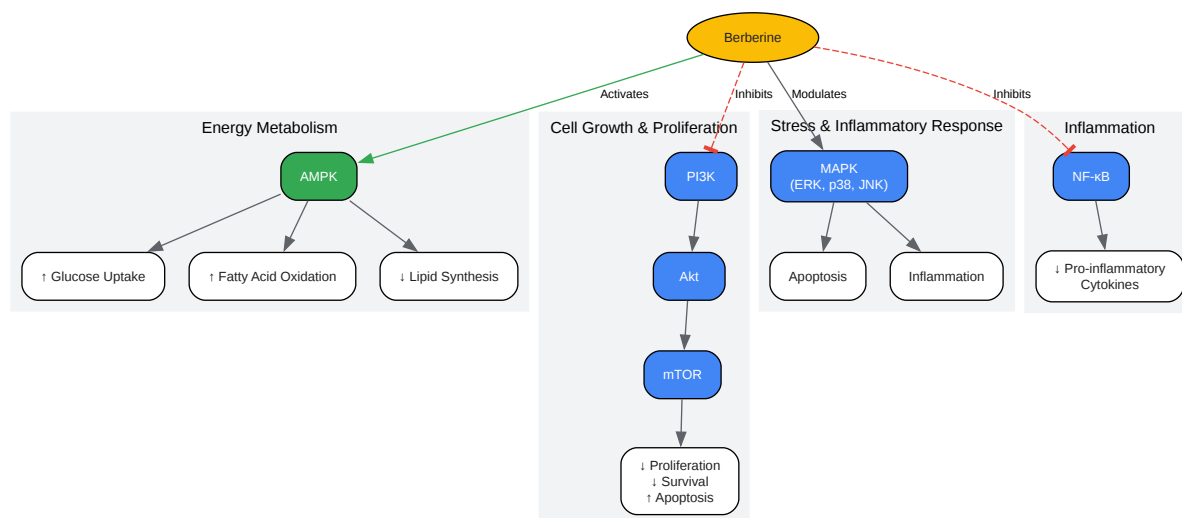 Berberine
Activates
Inhibits
Modulates
Inhibits
Energy Metabolism
Cell Growth & Proliferation
Stress & Inflammatory Response
Inflammation
AMPK
PI3K
MAPK
(ERK, p38, JNK)
NF-κB
↑ Glucose Uptake
↑ Fatty Acid Oxidation
↓ Lipid Synthesis
Akt
Apoptosis
Inflammation
↓ Pro-inflammatory
Cytokines
mTOR
↓ Proliferation
↓ Survival
↑ Apoptosis